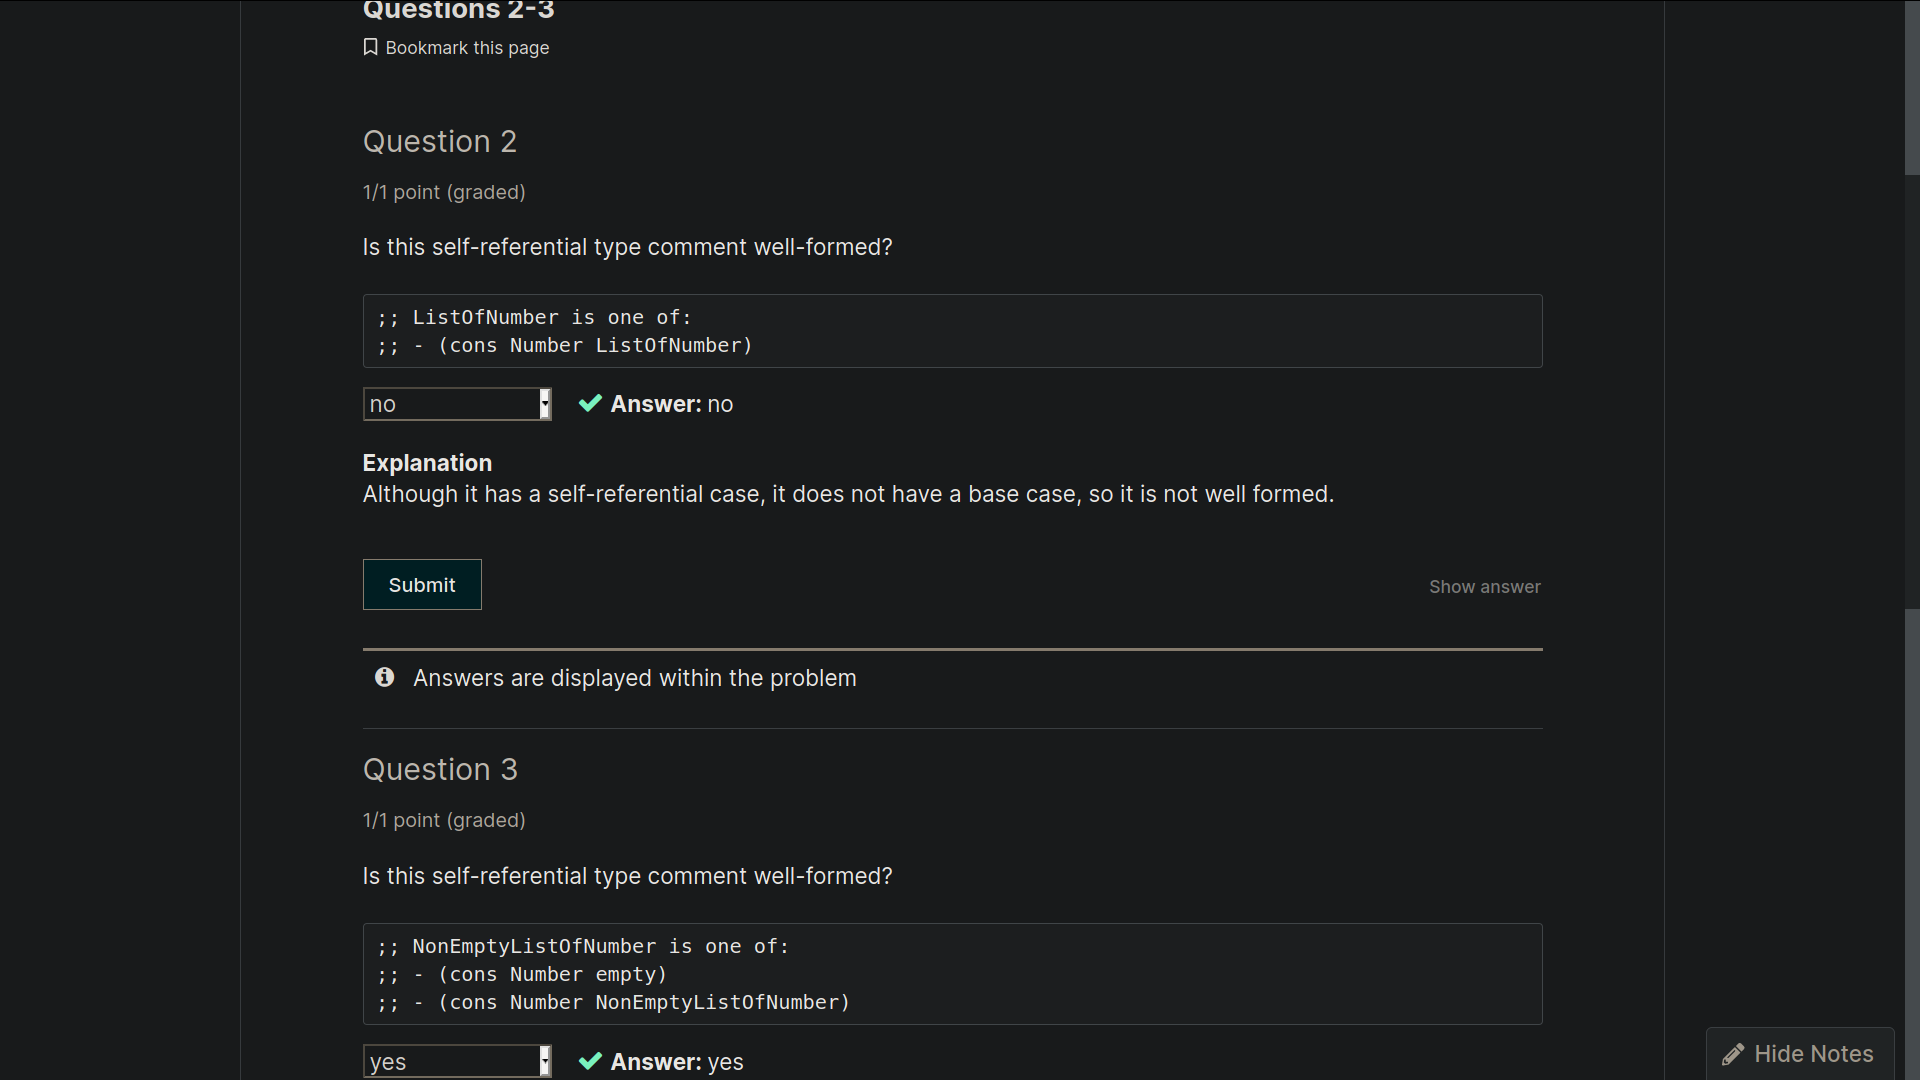 Questions 2-3
Bookmark this page
Question 2
1/1 point (graded)
Is this self-referential type comment well-formed?
;; ListOfNumber is one of:
;; - (cons Number ListOfNumber)
no
Answer: no
Explanation
Although it has a self-referential case, it does not have a base case, so it is not well formed.
Submit
Show answer
Answers are displayed within the problem
Question 3
1/1 point (graded)
Is this self-referential type comment well-formed?
;; NonEmptyListOfNumber is one of:
;; - (cons Number empty)
;; - (cons Number NonEmptyListOfNumber)
yes
Answer: yes
Hide Notes